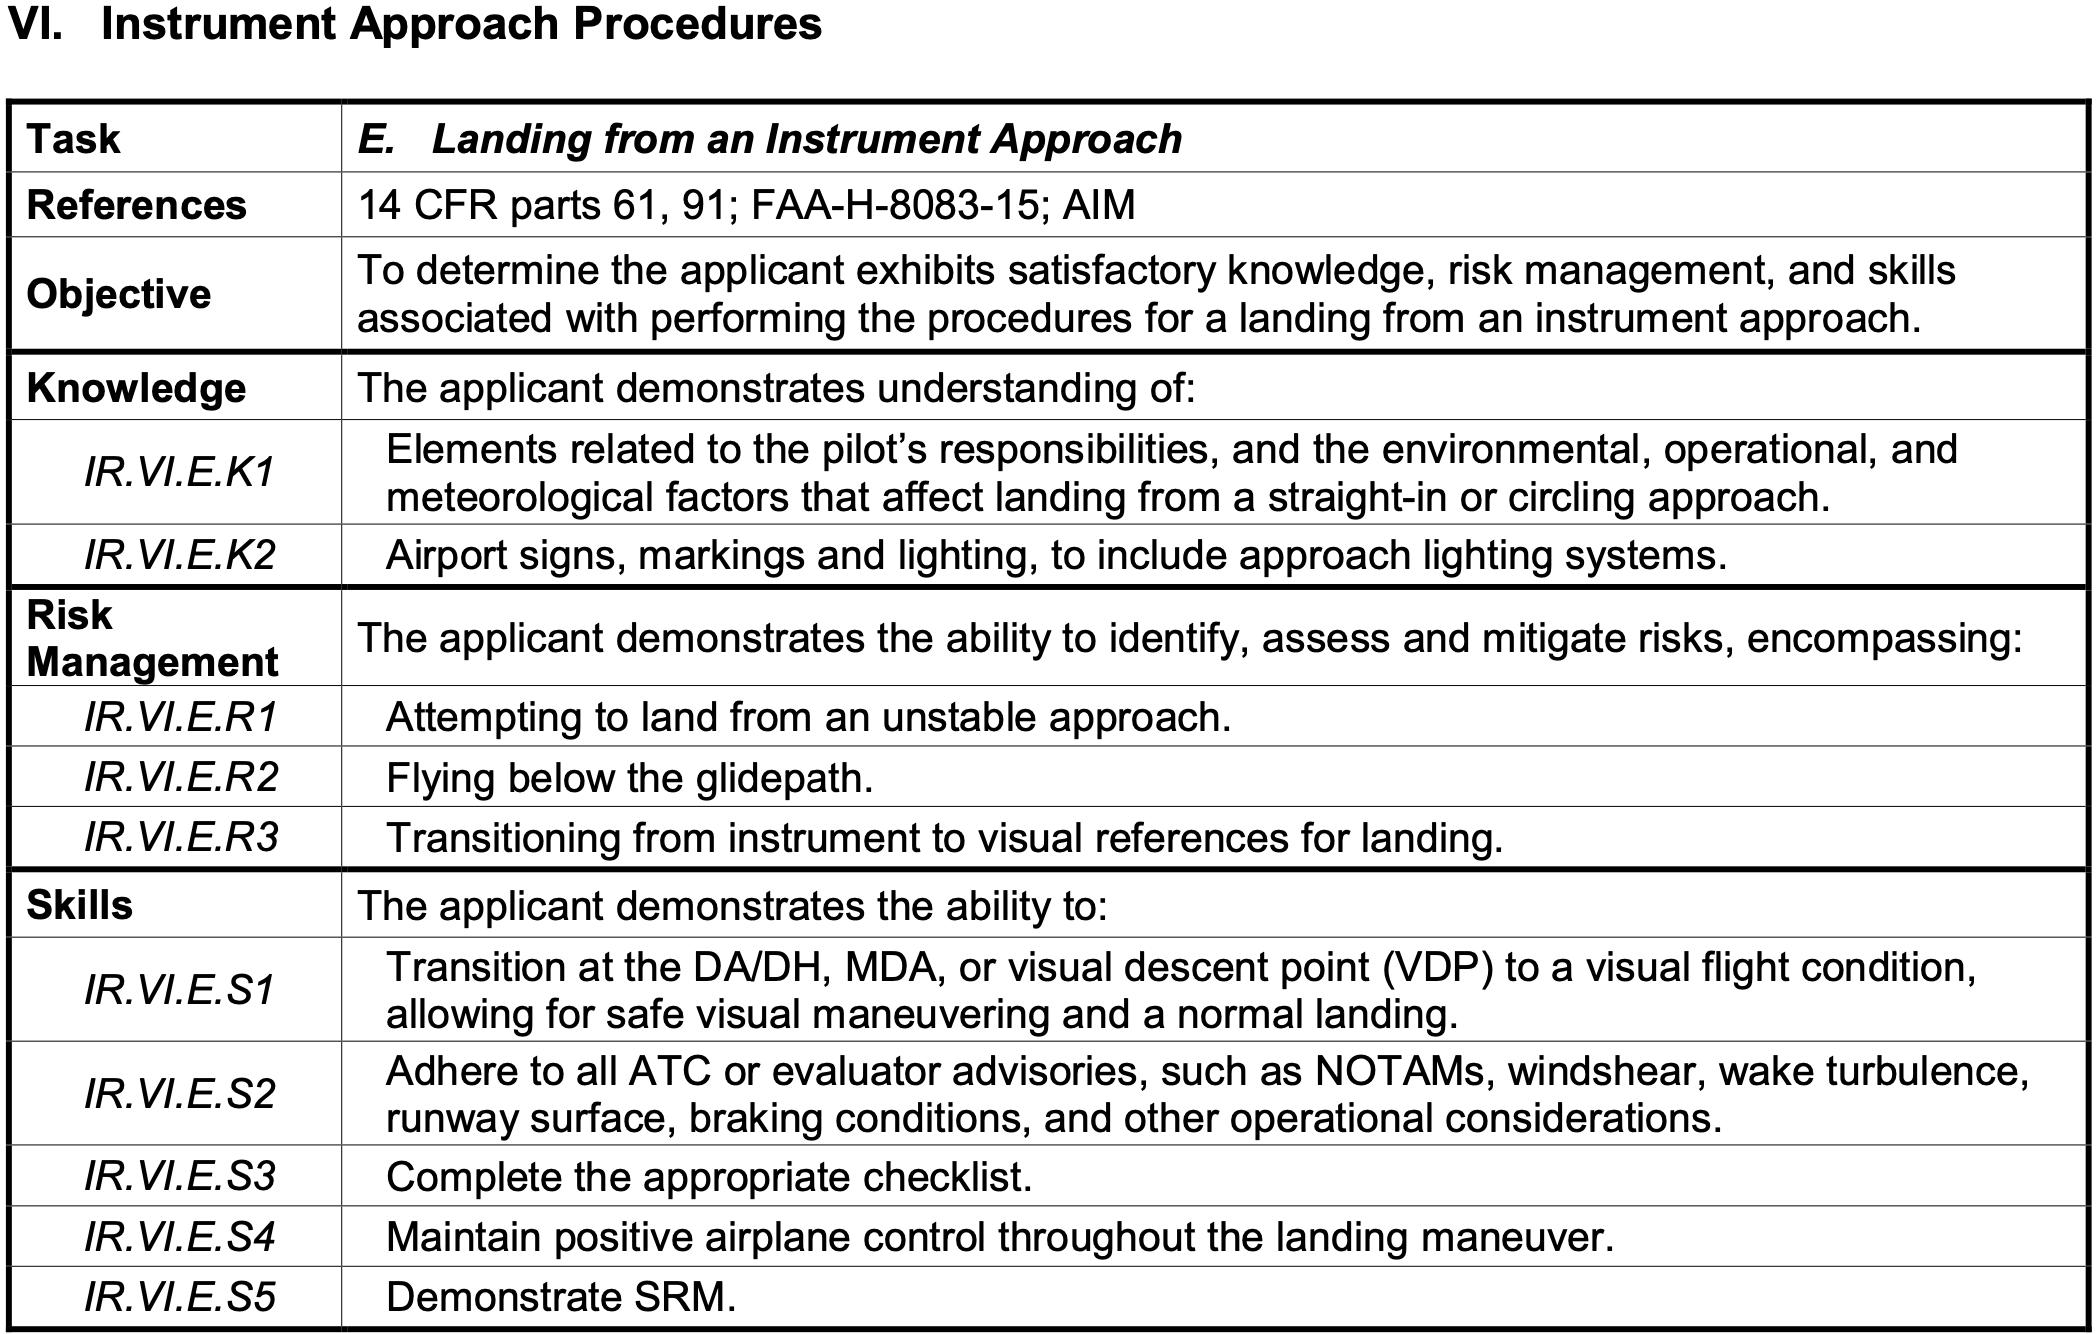 VI. Instrument Approach Procedures
Task E. Landing from an Instrument Approach
References 14 CFR parts 61, 91; FAA-H-8083-15; AIM
Objective To determine the applicant exhibits satisfactory knowledge, risk management, and skills
associated with performing the procedures for a landing from an instrument approach.
Knowledge The applicant demonstrates understanding of:
IR.VI.E.K1 Elements related to the pilot’s responsibilities, and the environmental, operational, and
meteorological factors that affect landing from a straight-in or circling approach.
IR.VI.E.K2 Airport signs, markings and lighting, to include approach lighting systems.
Risk
Management The applicant demonstrates the ability to identify, assess and mitigate risks, encompassing:
IR.VI.E.R1 Attempting to land from an unstable approach.
IR.VI.E.R2 Flying below the glidepath.
IR.VI.E.R3 Transitioning from instrument to visual references for landing.
Skills The applicant demonstrates the ability to:
IR.VI.E.S1 Transition at the DA/DH, MDA, or visual descent point (VDP) to a visual flight condition,
allowing for safe visual maneuvering and a normal landing.
IR.VI.E.S2 Adhere to all ATC or evaluator advisories, such as NOTAMs, windshear, wake turbulence,
runway surface, braking conditions, and other operational considerations.
IR.VI.E.S3 Complete the appropriate checklist.
IR.VI.E.S4 Maintain positive airplane control throughout the landing maneuver.
IR.VI.E.S5 Demonstrate SRM.